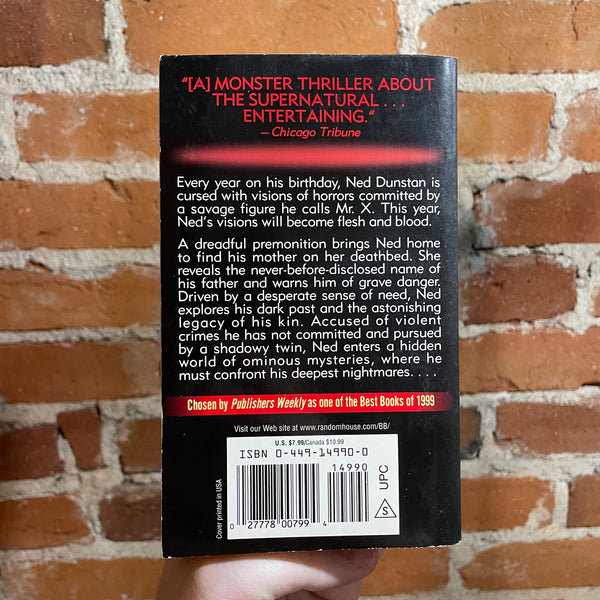 “[A] MONSTER THRILLER ABOUT
THE SUPERNATURAL . . .
ENTERTAINING.”
— Chicago Tribune
Every year on his birthday, Ned Dunstan is
cursed with visions of horrors committed by
a savage figure he calls Mr. X. This year,
Ned’s visions will become flesh and blood.
A dreadful premonition brings Ned home
to find his mother on her deathbed. She
reveals the never-before-disclosed name of
his father and warns him of grave danger.
Driven by a desperate sense of need, Ned
explores his dark past and the astonishing
legacy of his kin. Accused of violent
crimes he has not committed and pursued
by a shadowy twin, Ned enters a hidden
world of ominous mysteries, where he
must confront his deepest nightmares. . . .
Chosen by Publishers Weekly as one of the Best Books of 1999
Visit our Web site at www.randomhouse.com/BB/
U.S. $7.99/Canada $10.99
ISBN 0-449-14990-0
14990
0 27778 00799 4
UPC
S
Cover printed in USA